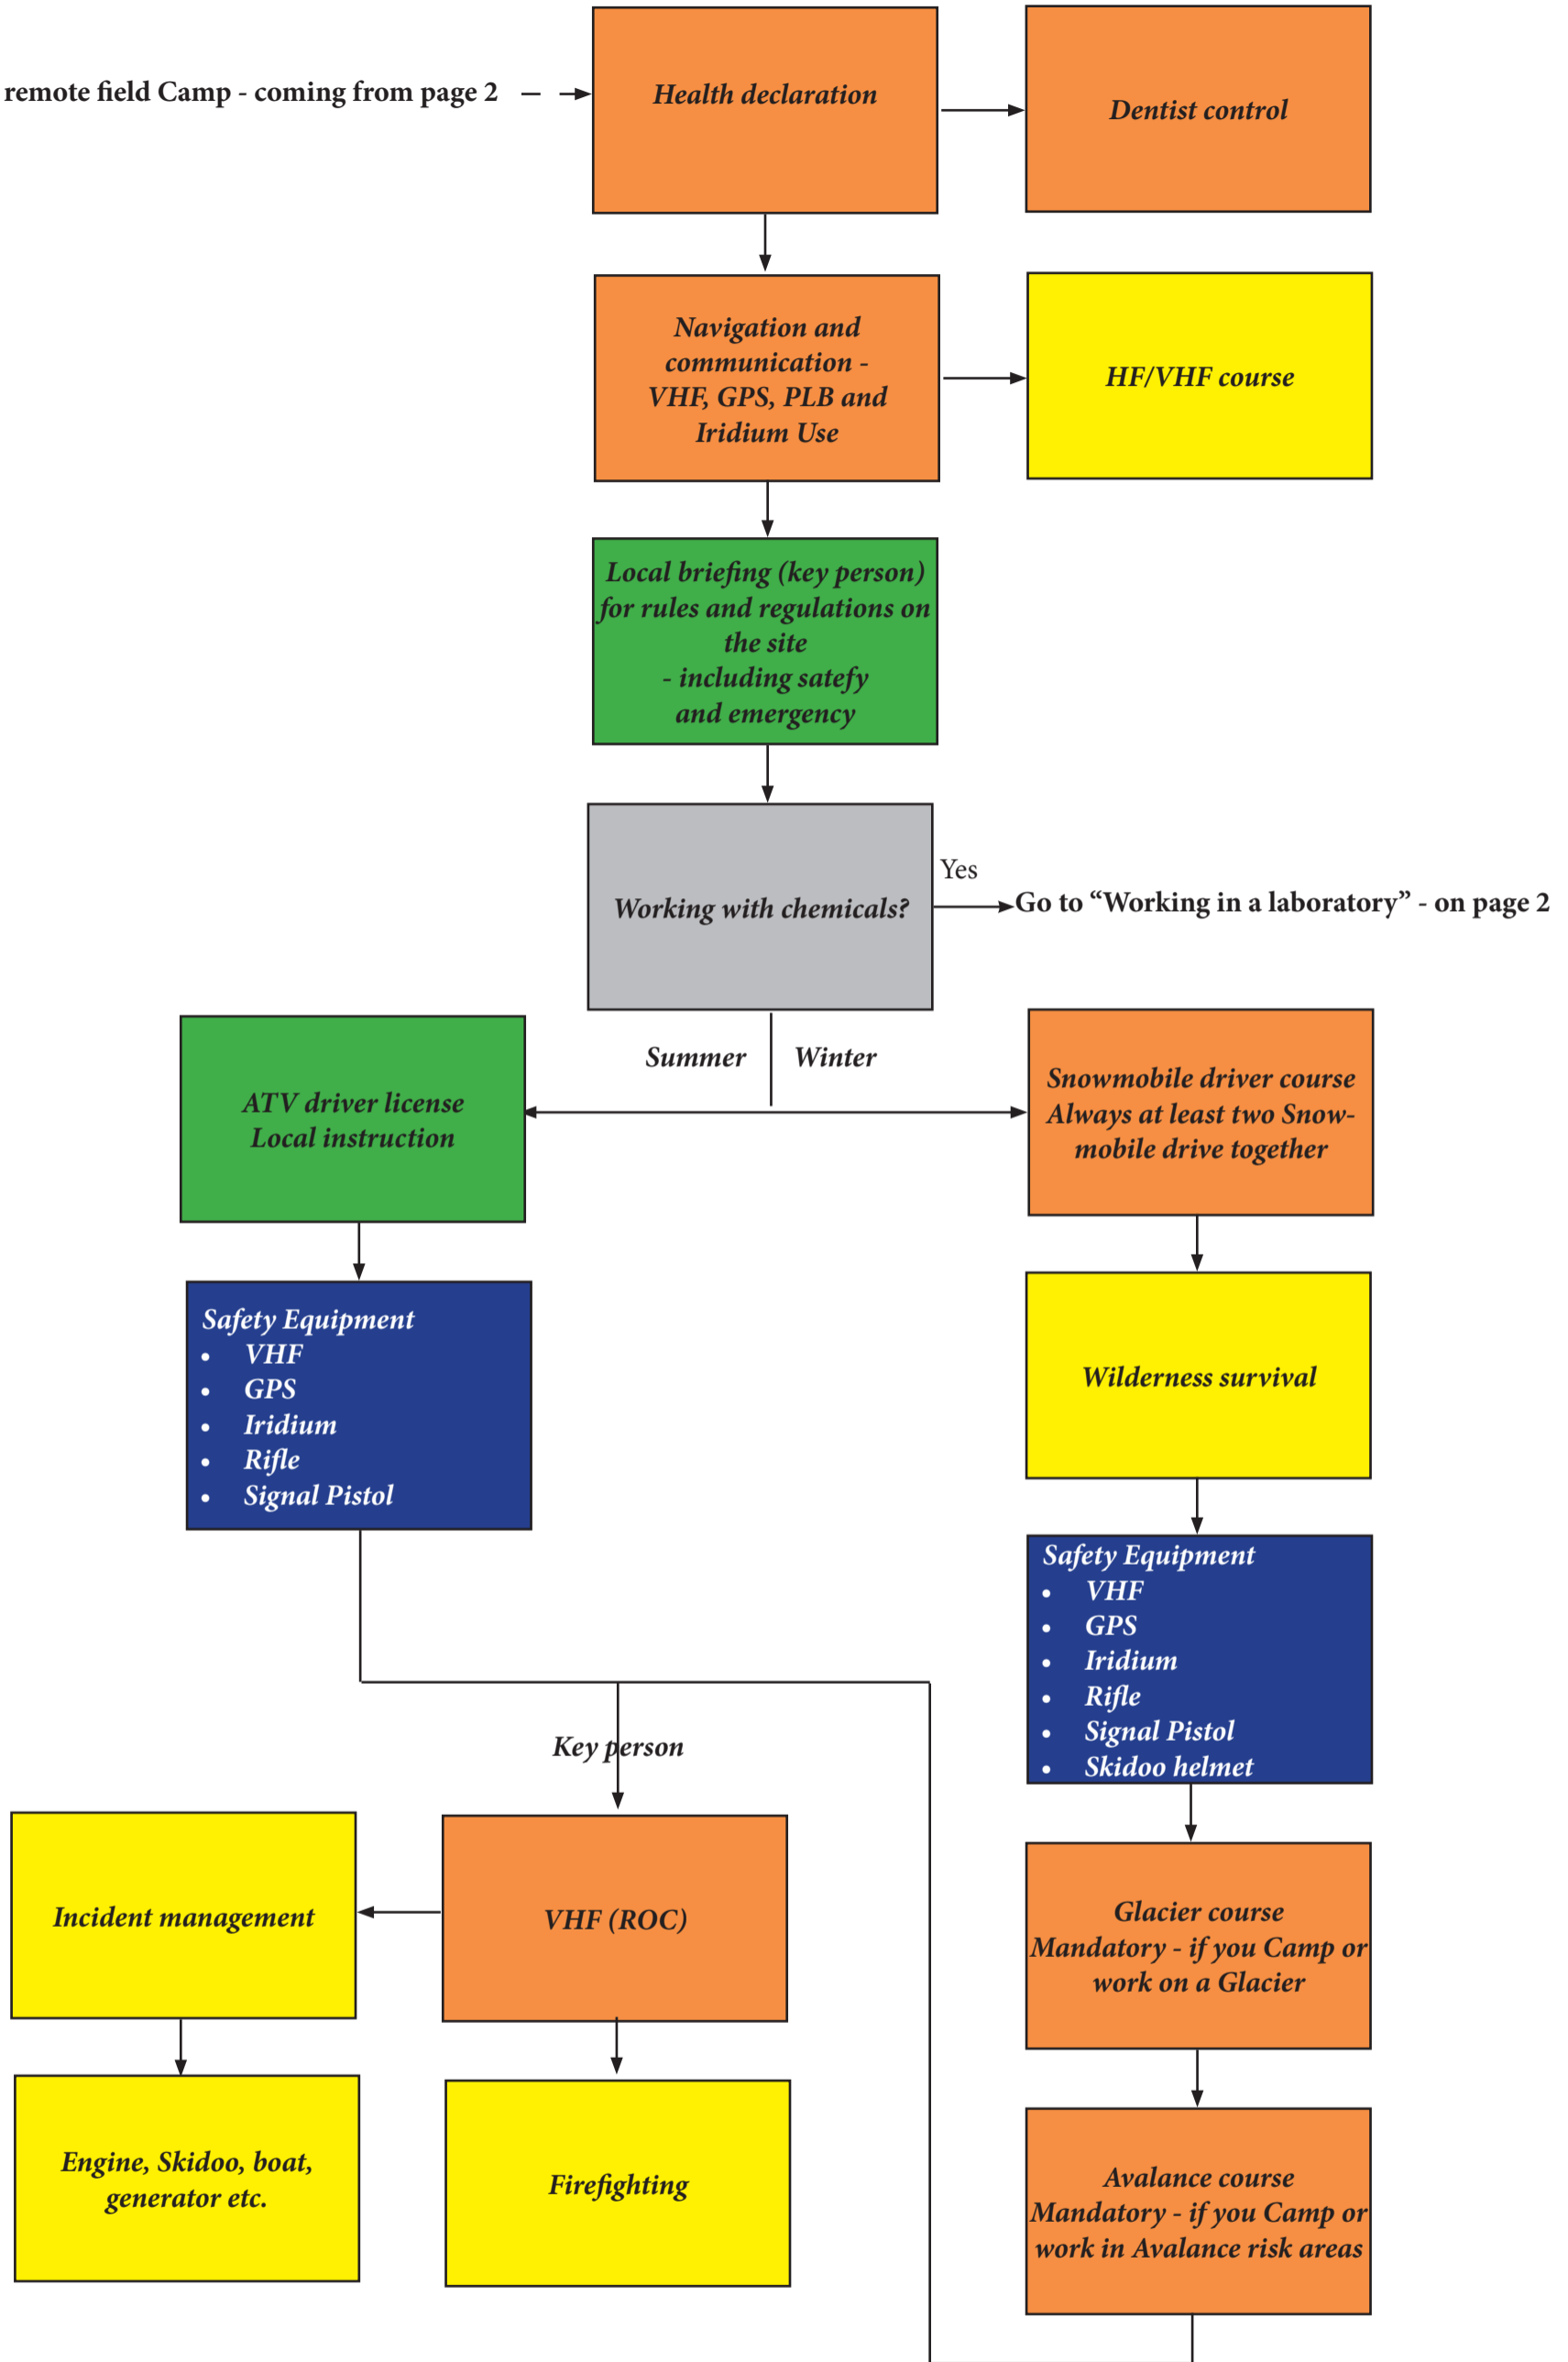 remote field Camp - coming from page 2
Health declaration
Dentist control
Navigation and
communication -
VHF, GPS, PLB and
Iridium Use
HF/VHF course
Local briefing (key person)
for rules and regulations on
the site
- including satefy
and emergency
Working with chemicals?
Yes
Go to “Working in a laboratory” - on page 2
Summer
Winter
ATV driver license
Local instruction
Snowmobile driver course
Always at least two Snow-
mobile drive together
Safety Equipment
• VHF
• GPS
• Iridium
• Rifle
• Signal Pistol
Wilderness survival
Safety Equipment
• VHF
• GPS
• Iridium
• Rifle
• Signal Pistol
• Skidoo helmet
Key person
Incident management
VHF (ROC)
Glacier course
Mandatory - if you Camp or
work on a Glacier
Engine, Skidoo, boat,
generator etc.
Firefighting
Avalance course
Mandatory - if you Camp or
work in Avalance risk areas